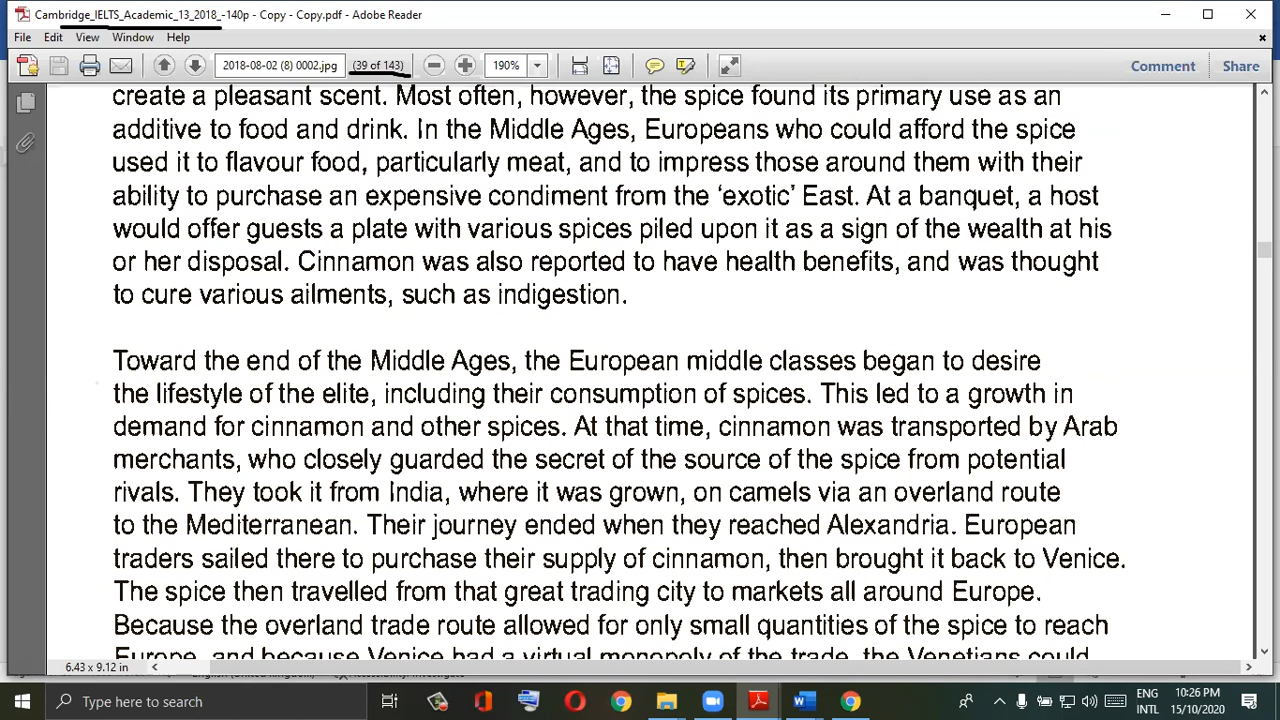 Cambridge_IELTS_Academic_13_2018_-140p - Copy - Copy.pdf - Adobe Reader
File Edit View Window Help
2018-08-02 (8) 0002.jpg (39 of 143) 190% Comment Share
create a pleasant scent. Most often, however, the spice found its primary use as an
additive to food and drink. In the Middle Ages, Europeans who could afford the spice
used it to flavour food, particularly meat, and to impress those around them with their
ability to purchase an expensive condiment from the ‘exotic’ East. At a banquet, a host
would offer guests a plate with various spices piled upon it as a sign of the wealth at his
or her disposal. Cinnamon was also reported to have health benefits, and was thought
to cure various ailments, such as indigestion.
Toward the end of the Middle Ages, the European middle classes began to desire
the lifestyle of the elite, including their consumption of spices. This led to a growth in
demand for cinnamon and other spices. At that time, cinnamon was transported by Arab
merchants, who closely guarded the secret of the source of the spice from potential
rivals. They took it from India, where it was grown, on camels via an overland route
to the Mediterranean. Their journey ended when they reached Alexandria. European
traders sailed there to purchase their supply of cinnamon, then brought it back to Venice.
The spice then travelled from that great trading city to markets all around Europe.
Because the overland trade route allowed for only small quantities of the spice to reach
Europe, and because Venice had a virtual monopoly of the trade, the Venetians could
6.43 x 9.12 in
Type here to search
ENG 10:26 PM
INTL 15/10/2020